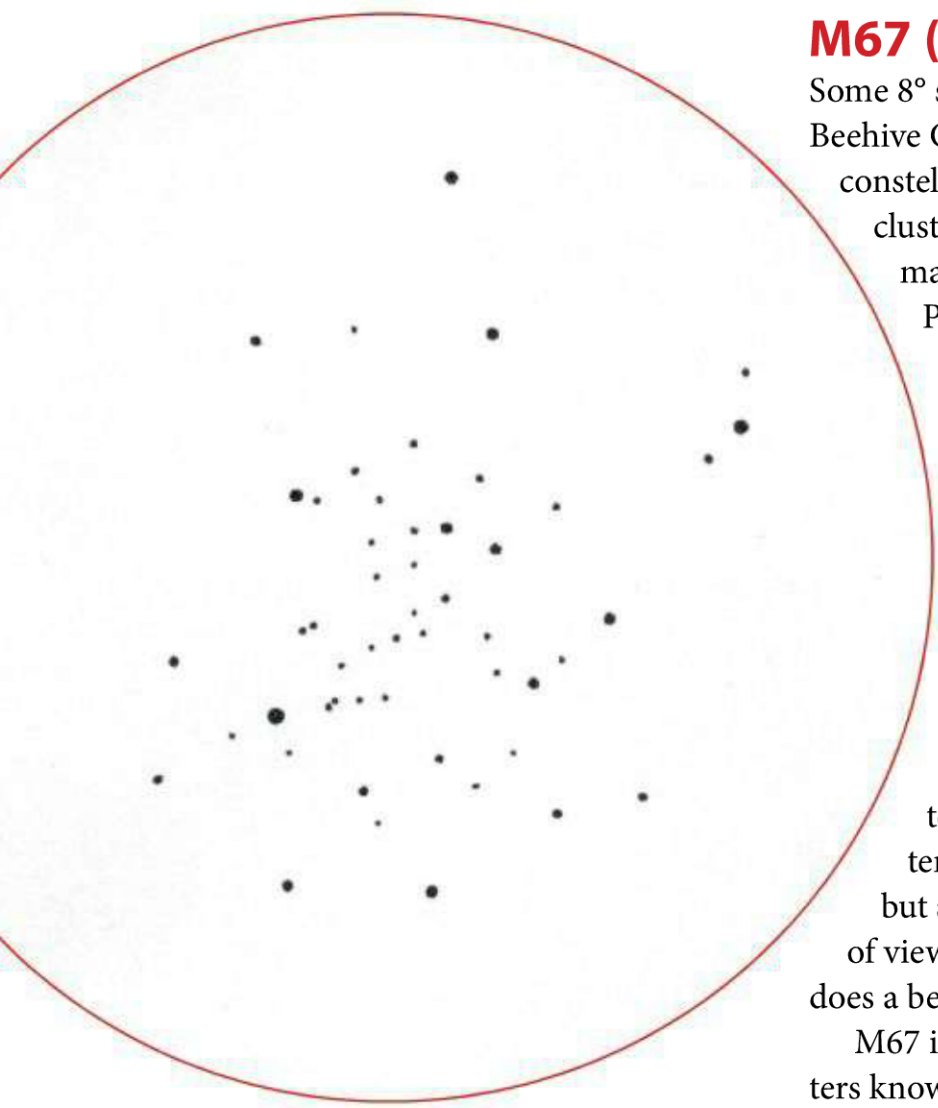 M67 (
Some 8°
Beehive
constel
clust
ma
P
t
ter
but
of view
does a be
M67 i
ters know